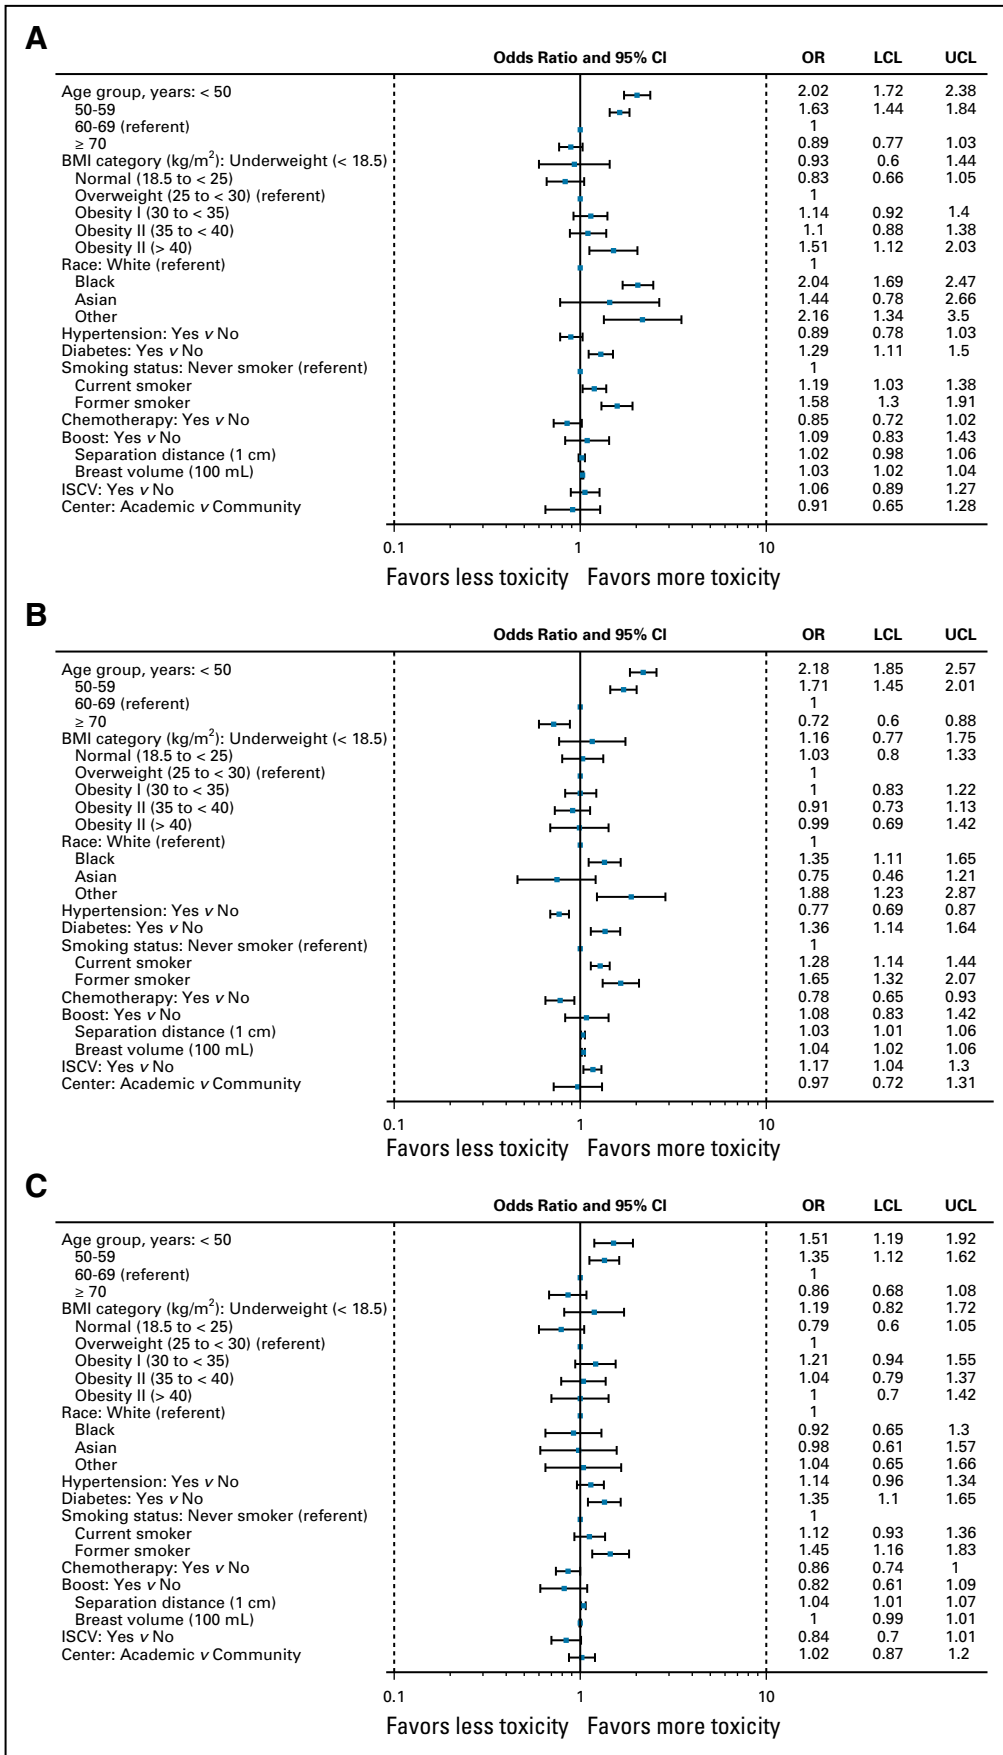 A
Odds Ratio and 95% CI OR LCL UCL
Age group, years: < 50 2.02 1.72 2.38
50-59 1.63 1.44 1.84
60-69 (referent) 1
≥ 70 0.89 0.77 1.03
BMI category (kg/m²): Underweight (< 18.5) 0.93 0.6 1.44
Normal (18.5 to < 25) 0.83 0.66 1.05
Overweight (25 to < 30) (referent) 1
Obesity I (30 to < 35) 1.14 0.92 1.4
Obesity II (35 to < 40) 1.1 0.88 1.38
Obesity II (> 40) 1.51 1.12 2.03
Race: White (referent) 1
Black 2.04 1.69 2.47
Asian 1.44 0.78 2.66
Other 2.16 1.34 3.5
Hypertension: Yes v No 0.89 0.78 1.03
Diabetes: Yes v No 1.29 1.11 1.5
Smoking status: Never smoker (referent) 1
Current smoker 1.19 1.03 1.38
Former smoker 1.58 1.3 1.91
Chemotherapy: Yes v No 0.85 0.72 1.02
Boost: Yes v No 1.09 0.83 1.43
Separation distance (1 cm) 1.02 0.98 1.06
Breast volume (100 mL) 1.03 1.02 1.04
ISCV: Yes v No 1.06 0.89 1.27
Center: Academic v Community 0.91 0.65 1.28
0.1 1 10
Favors less toxicity Favors more toxicity
B
Odds Ratio and 95% CI OR LCL UCL
Age group, years: < 50 2.18 1.85 2.57
50-59 1.71 1.45 2.01
60-69 (referent) 1
≥ 70 0.72 0.6 0.88
BMI category (kg/m²): Underweight (< 18.5) 1.16 0.77 1.75
Normal (18.5 to < 25) 1.03 0.8 1.33
Overweight (25 to < 30) (referent) 1
Obesity I (30 to < 35) 1 0.83 1.22
Obesity II (35 to < 40) 0.91 0.73 1.13
Obesity II (> 40) 0.99 0.69 1.42
Race: White (referent) 1
Black 1.35 1.11 1.65
Asian 0.75 0.46 1.21
Other 1.88 1.23 2.87
Hypertension: Yes v No 0.77 0.69 0.87
Diabetes: Yes v No 1.36 1.14 1.64
Smoking status: Never smoker (referent) 1
Current smoker 1.28 1.14 1.44
Former smoker 1.65 1.32 2.07
Chemotherapy: Yes v No 0.78 0.65 0.93
Boost: Yes v No 1.08 0.83 1.42
Separation distance (1 cm) 1.03 1.01 1.06
Breast volume (100 mL) 1.04 1.02 1.06
ISCV: Yes v No 1.17 1.04 1.3
Center: Academic v Community 0.97 0.72 1.31
0.1 1 10
Favors less toxicity Favors more toxicity
C
Odds Ratio and 95% CI OR LCL UCL
Age group, years: < 50 1.51 1.19 1.92
50-59 1.35 1.12 1.62
60-69 (referent) 1
≥ 70 0.86 0.68 1.08
BMI category (kg/m²): Underweight (< 18.5) 1.19 0.82 1.72
Normal (18.5 to < 25) 0.79 0.6 1.05
Overweight (25 to < 30) (referent) 1
Obesity I (30 to < 35) 1.21 0.94 1.55
Obesity II (35 to < 40) 1.04 0.79 1.37
Obesity II (> 40) 1 0.7 1.42
Race: White (referent) 1
Black 0.92 0.65 1.3
Asian 0.98 0.61 1.57
Other 1.04 0.65 1.66
Hypertension: Yes v No 1.14 0.96 1.34
Diabetes: Yes v No 1.35 1.1 1.65
Smoking status: Never smoker (referent) 1
Current smoker 1.12 0.93 1.36
Former smoker 1.45 1.16 1.83
Chemotherapy: Yes v No 0.86 0.74 1
Boost: Yes v No 0.82 0.61 1.09
Separation distance (1 cm) 1.04 1.01 1.07
Breast volume (100 mL) 1 0.99 1.01
ISCV: Yes v No 0.84 0.7 1.01
Center: Academic v Community 1.02 0.87 1.2
0.1 1 10
Favors less toxicity Favors more toxicity